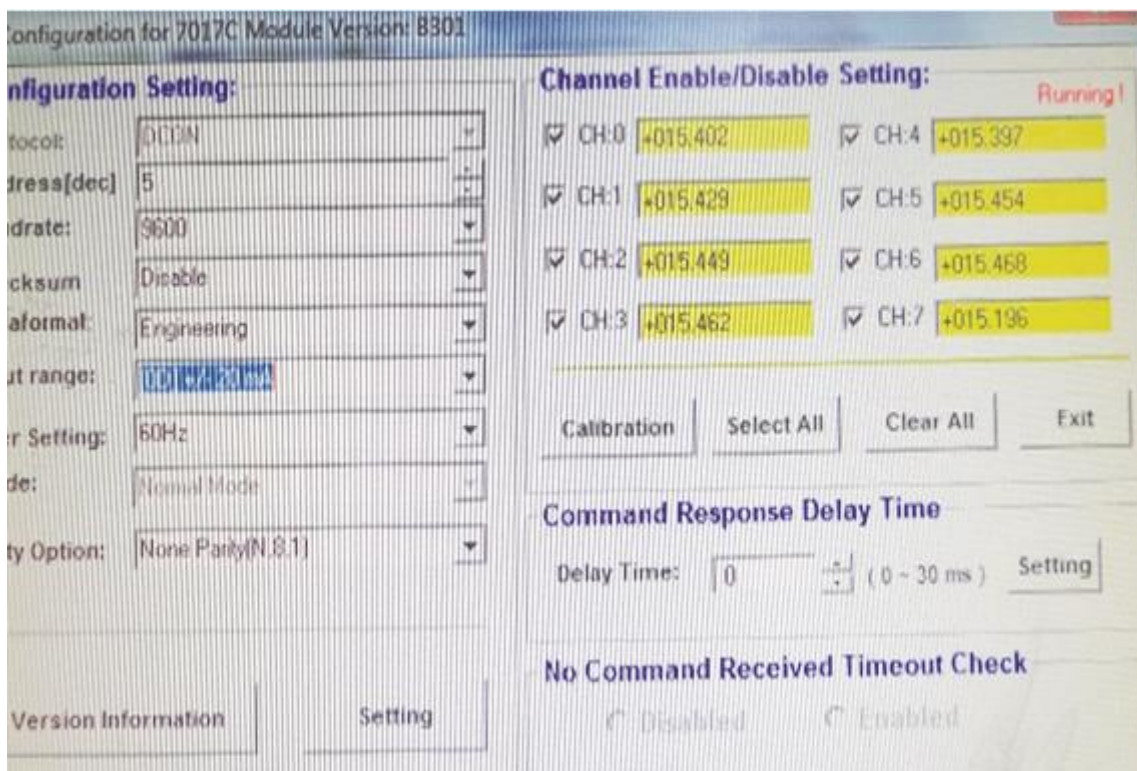 onfiguration for 7017C Module Version: B301
nfiguration Setting:
tocol: DCON
dress[dec] 5
drate: 9600
cksum Disable
aformat: Engineering
ut range: +/- 20 mA
r Setting: 60Hz
de: Normal Mode
ty Option: None Parity(N,8,1)
Version Information
Setting
Channel Enable/Disable Setting:
Running!
CH:0 +015.402 CH:4 +015.397
CH:1 +015.429 CH:5 +015.454
CH:2 +015.449 CH:6 +015.468
CH:3 +015.462 CH:7 +015.196
Calibration Select All Clear All Exit
Command Response Delay Time
Delay Time: 0 ( 0 ~ 30 ms ) Setting
No Command Received Timeout Check
Disabled Enabled